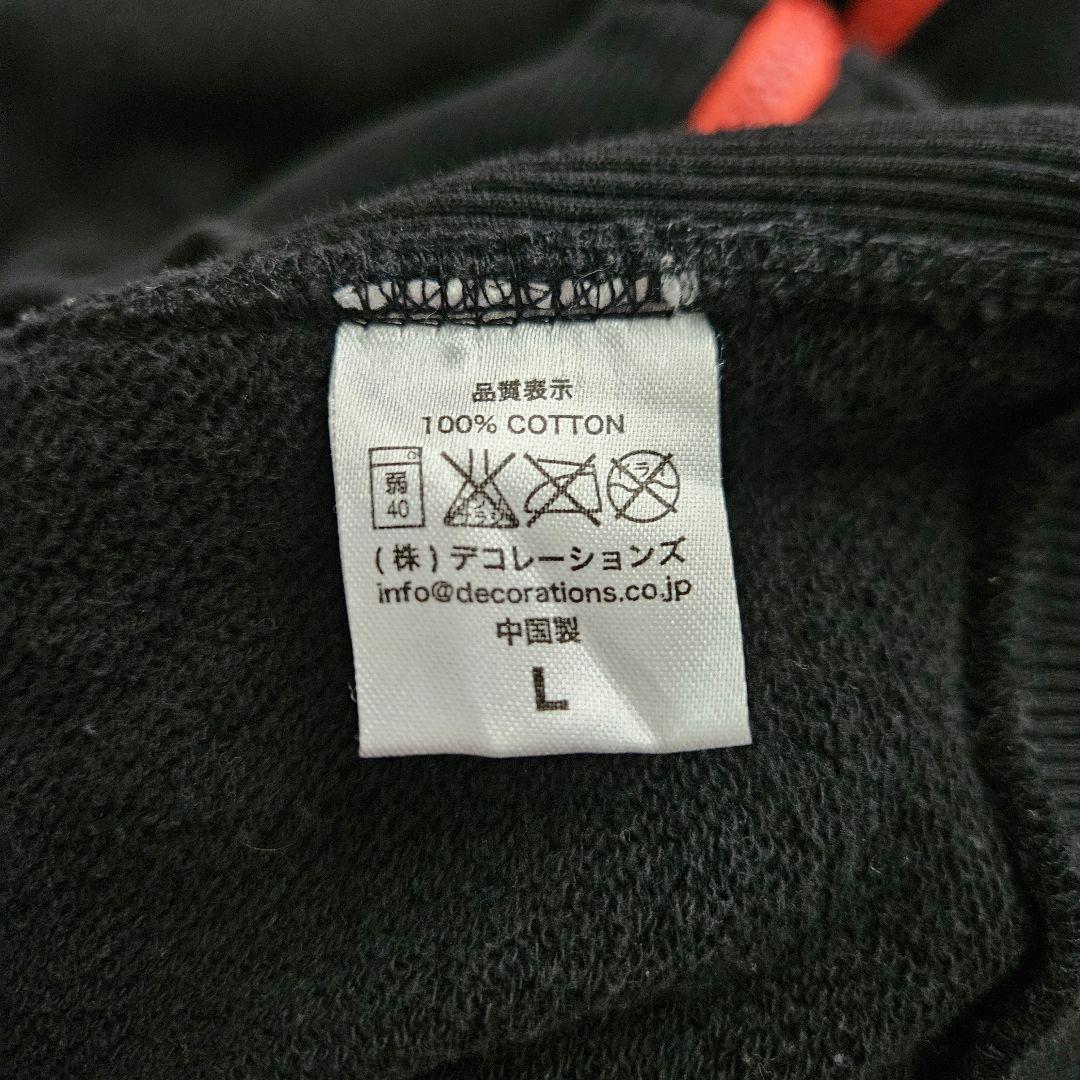 品質表示
100% COTTON
弱
40
(株)デコレーションズ
info@decorations.co.jp
中国製
L